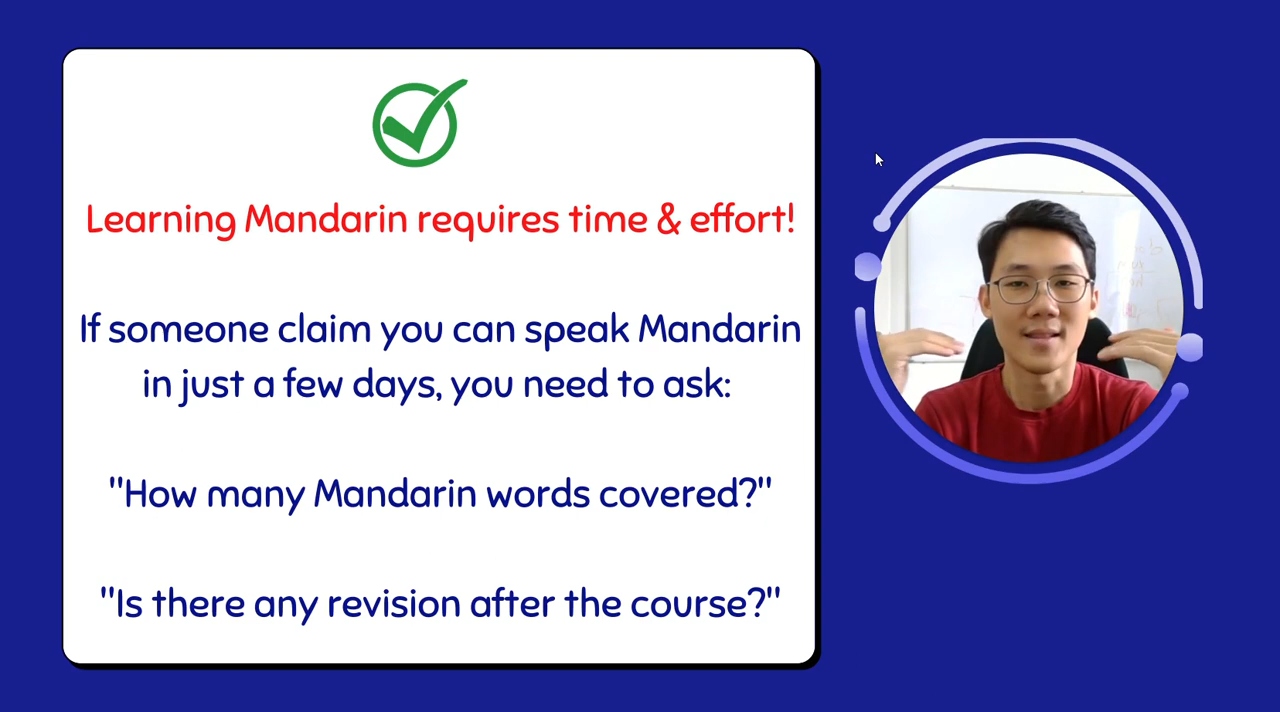 Learning Mandarin requires time & effort!
If someone claim you can speak Mandarin
in just a few days, you need to ask:
"How many Mandarin words covered?"
"Is there any revision after the course?"